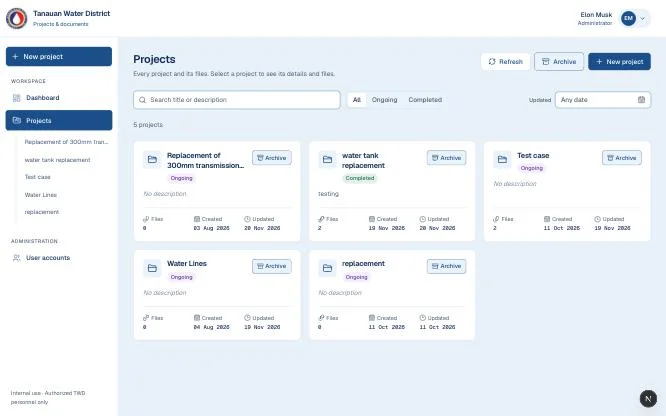 Tanauan Water District
Projects & documents
Elon Musk
Administrator
EM
New project
WORKSPACE
Dashboard
Projects
Replacement of 300mm tran...
water tank replacement
Test case
Water Lines
replacement
ADMINISTRATION
User accounts
Internal use · Authorized TWD
personnel only
Projects
Every project and its files. Select a project to see its details and files.
Refresh
Archive
New project
Search title or description
All
Ongoing
Completed
Updated
Any date
5 projects
Replacement of
300mm transmission...
Archive
Ongoing
No description
Files
Created
Updated
0
03 Aug 2026
20 Nov 2026
water tank
replacement
Archive
Completed
testing
Files
Created
Updated
2
19 Nov 2026
20 Nov 2026
Test case
Archive
Ongoing
No description
Files
Created
Updated
2
11 Oct 2026
19 Nov 2026
Water Lines
Archive
Ongoing
No description
Files
Created
Updated
0
04 Aug 2026
19 Nov 2026
replacement
Archive
Ongoing
No description
Files
Created
Updated
0
11 Oct 2026
11 Oct 2026
N